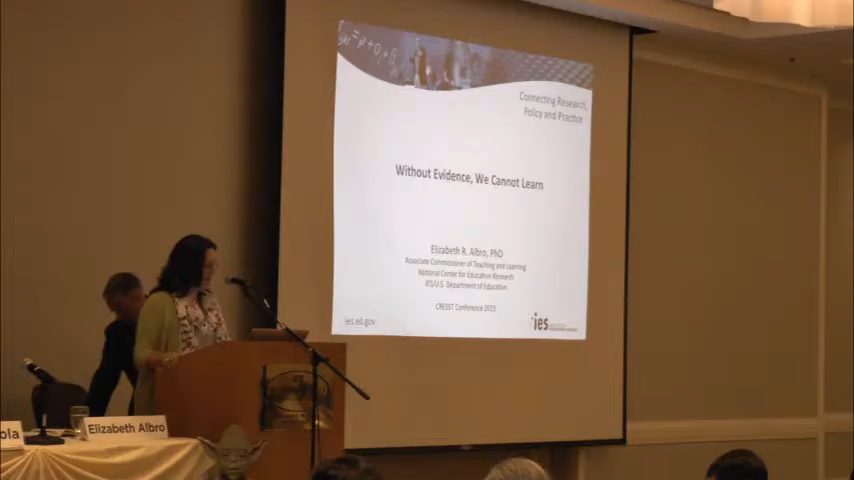 Connecting Research,
Policy and Practice
Without Evidence, We Cannot Learn
Elizabeth R. Albro, PhD
Associate Commissioner of Teaching and Learning
National Center for Education Research
IES/U.S. Department of Education
CRESST Conference 2015
ies.ed.gov
ies
ola
Elizabeth Albro